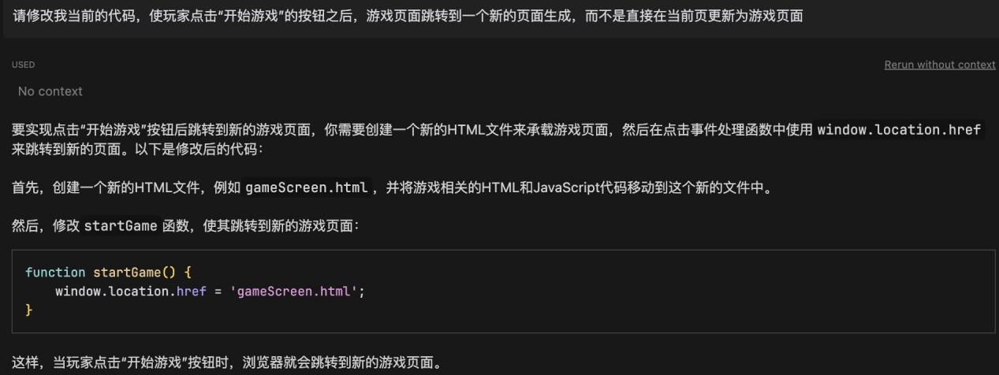 请修改我当前的代码，使玩家点击“开始游戏”的按钮之后，游戏页面跳转到一个新的页面生成，而不是直接在当前页更新为游戏页面
USED
Rerun without context
No context
要实现点击“开始游戏”按钮后跳转到新的游戏页面，你需要创建一个新的HTML文件来承载游戏页面，然后在点击事件处理函数中使用 window.location.href
来跳转到新的页面。以下是修改后的代码：
首先，创建一个新的HTML文件，例如 gameScreen.html ，并将游戏相关的HTML和JavaScript代码移动到这个新的文件中。
然后，修改 startGame 函数，使其跳转到新的游戏页面：
function startGame() {
    window.location.href = 'gameScreen.html';
}
这样，当玩家点击“开始游戏”按钮时，浏览器就会跳转到新的游戏页面。